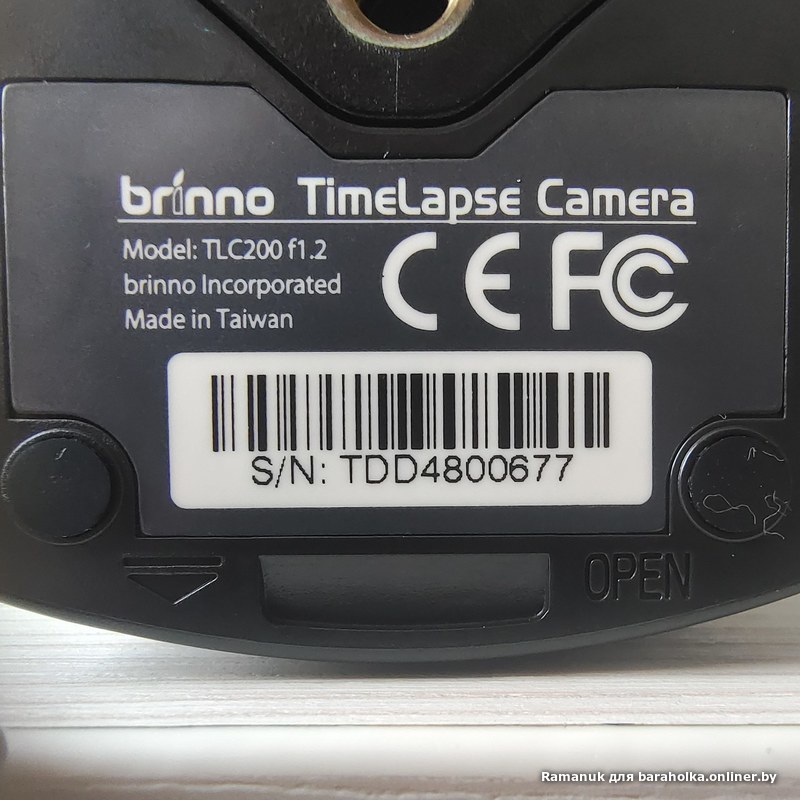 brinno TimeLapse Camera
Model: TLC200 f1.2
brinno Incorporated
Made in Taiwan
CE FC
S/N: TDD4800677
OPEN
Ramanuk для baraholka.onliner.by